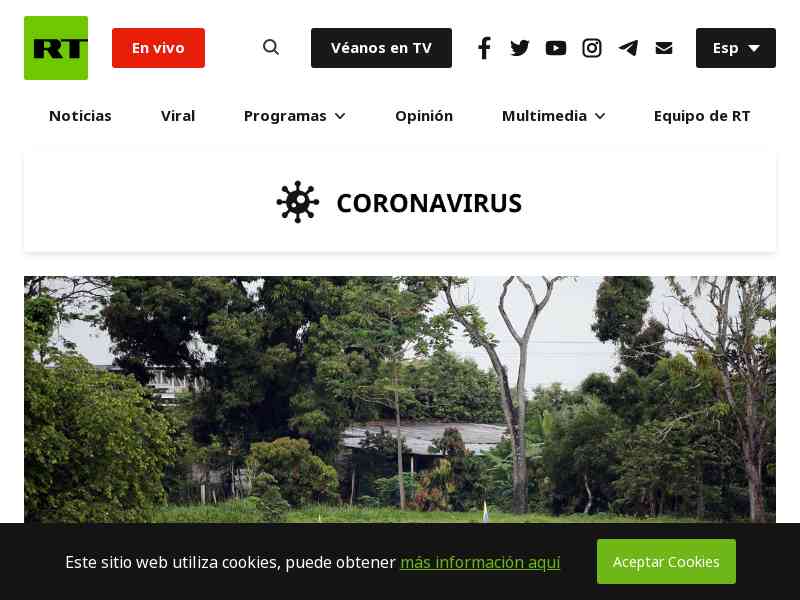 RT
En vivo
Véanos en TV
Esp
Noticias
Viral
Programas
Opinión
Multimedia
Equipo de RT
CORONAVIRUS
Este sitio web utiliza cookies, puede obtener más información aquí
Aceptar Cookies